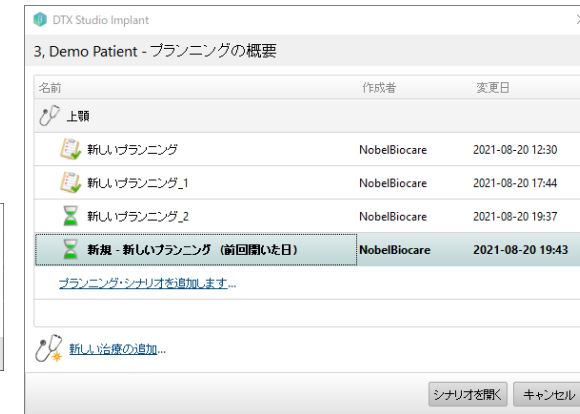 DTX Studio Implant
3, Demo Patient - プランニングの概要
名前 作成者 変更日
上顎
新しいプランニング NobelBiocare 2021-08-20 12:30
新しいプランニング_1 NobelBiocare 2021-08-20 17:44
新しいプランニング_2 NobelBiocare 2021-08-20 19:37
新規 - 新しいプランニング（前回開いた日） NobelBiocare 2021-08-20 19:43
プランニング・シナリオを追加します...
新しい治療の追加...
シナリオを開く キャンセル